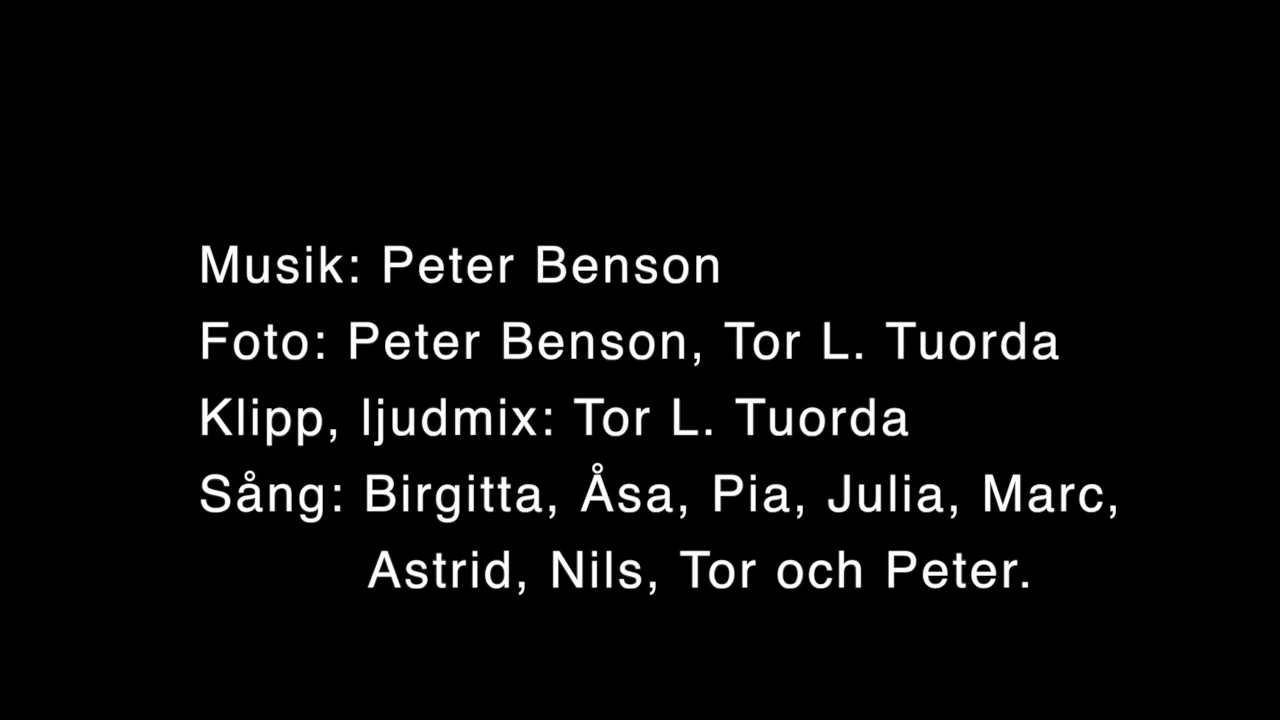 Musik: Peter Benson
Foto: Peter Benson, Tor L. Tuorda
Klipp, ljudmix: Tor L. Tuorda
Sång: Birgitta, Åsa, Pia, Julia, Marc,
Astrid, Nils, Tor och Peter.